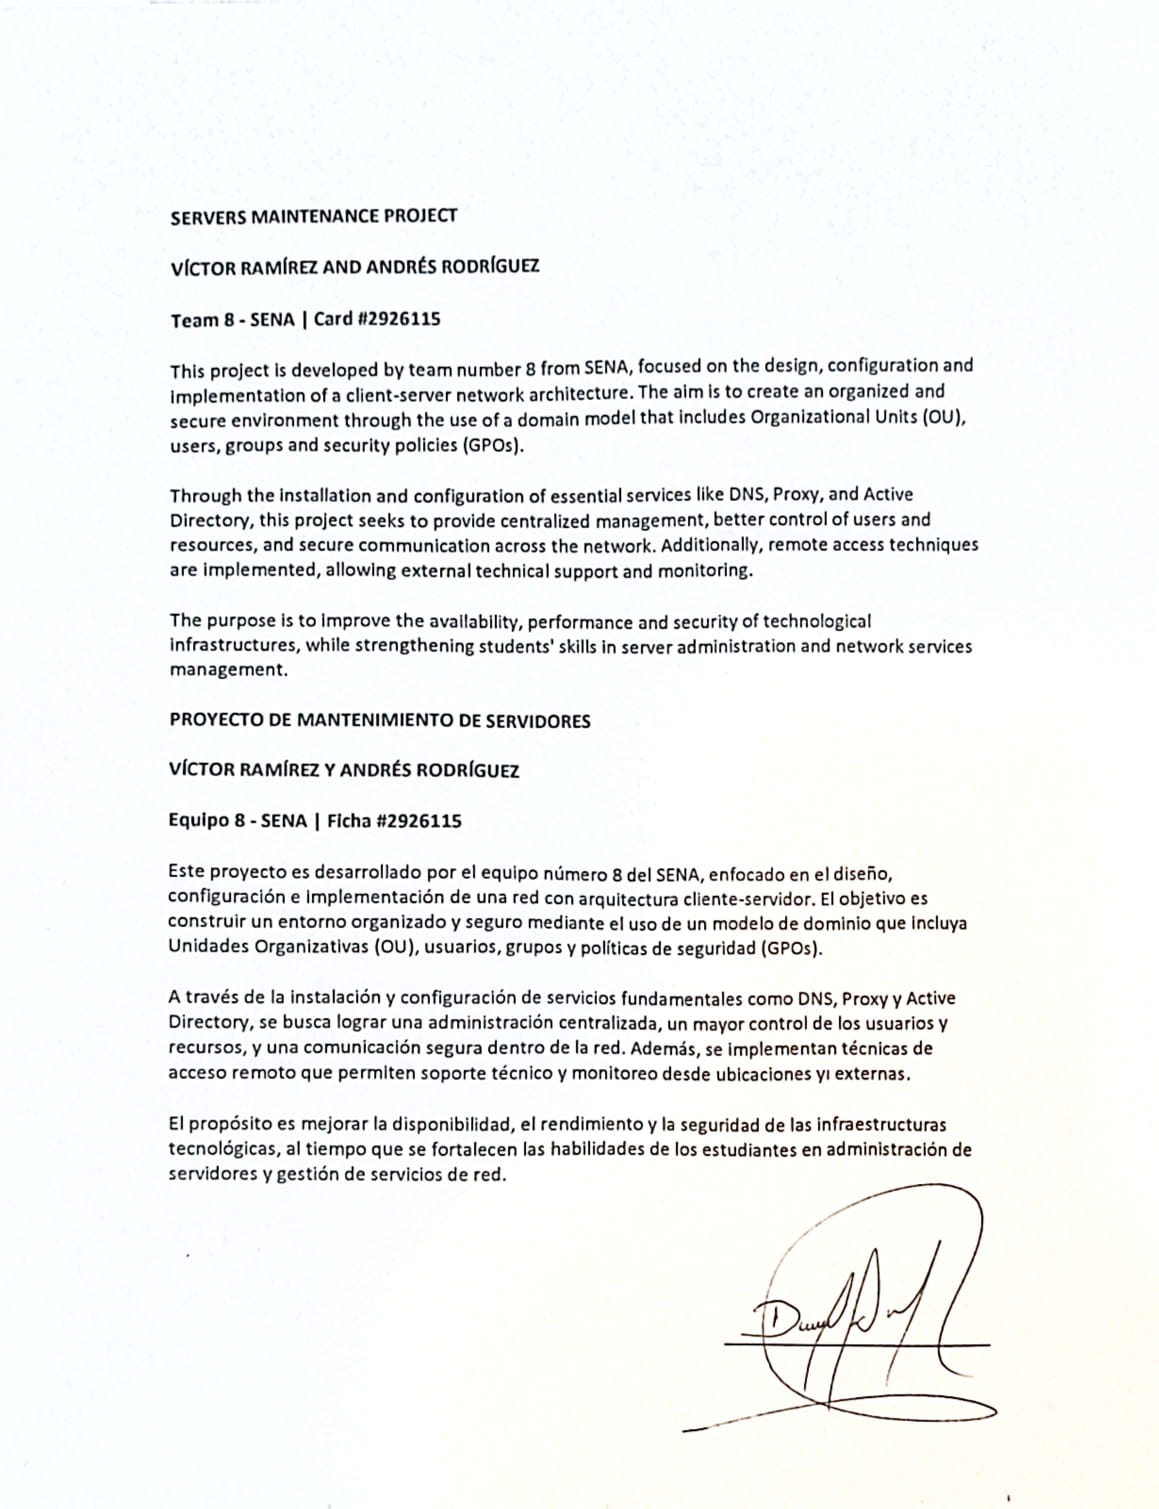 SERVERS MAINTENANCE PROJECT
VÍCTOR RAMÍREZ AND ANDRÉS RODRÍGUEZ
Team 8 - SENA | Card #2926115
This project is developed by team number 8 from SENA, focused on the design, configuration and
implementation of a client-server network architecture. The aim is to create an organized and
secure environment through the use of a domain model that includes Organizational Units (OU),
users, groups and security policies (GPOs).
Through the installation and configuration of essential services like DNS, Proxy, and Active
Directory, this project seeks to provide centralized management, better control of users and
resources, and secure communication across the network. Additionally, remote access techniques
are implemented, allowing external technical support and monitoring.
The purpose is to improve the availability, performance and security of technological
infrastructures, while strengthening students' skills in server administration and network services
management.
PROYECTO DE MANTENIMIENTO DE SERVIDORES
VÍCTOR RAMÍREZ Y ANDRÉS RODRÍGUEZ
Equipo 8 - SENA | Ficha #2926115
Este proyecto es desarrollado por el equipo número 8 del SENA, enfocado en el diseño,
configuración e implementación de una red con arquitectura cliente-servidor. El objetivo es
construir un entorno organizado y seguro mediante el uso de un modelo de dominio que incluya
Unidades Organizativas (OU), usuarios, grupos y políticas de seguridad (GPOs).
A través de la instalación y configuración de servicios fundamentales como DNS, Proxy y Active
Directory, se busca lograr una administración centralizada, un mayor control de los usuarios y
recursos, y una comunicación segura dentro de la red. Además, se implementan técnicas de
acceso remoto que permiten soporte técnico y monitoreo desde ubicaciones yı externas.
El propósito es mejorar la disponibilidad, el rendimiento y la seguridad de las infraestructuras
tecnológicas, al tiempo que se fortalecen las habilidades de los estudiantes en administración de
servidores y gestión de servicios de red.